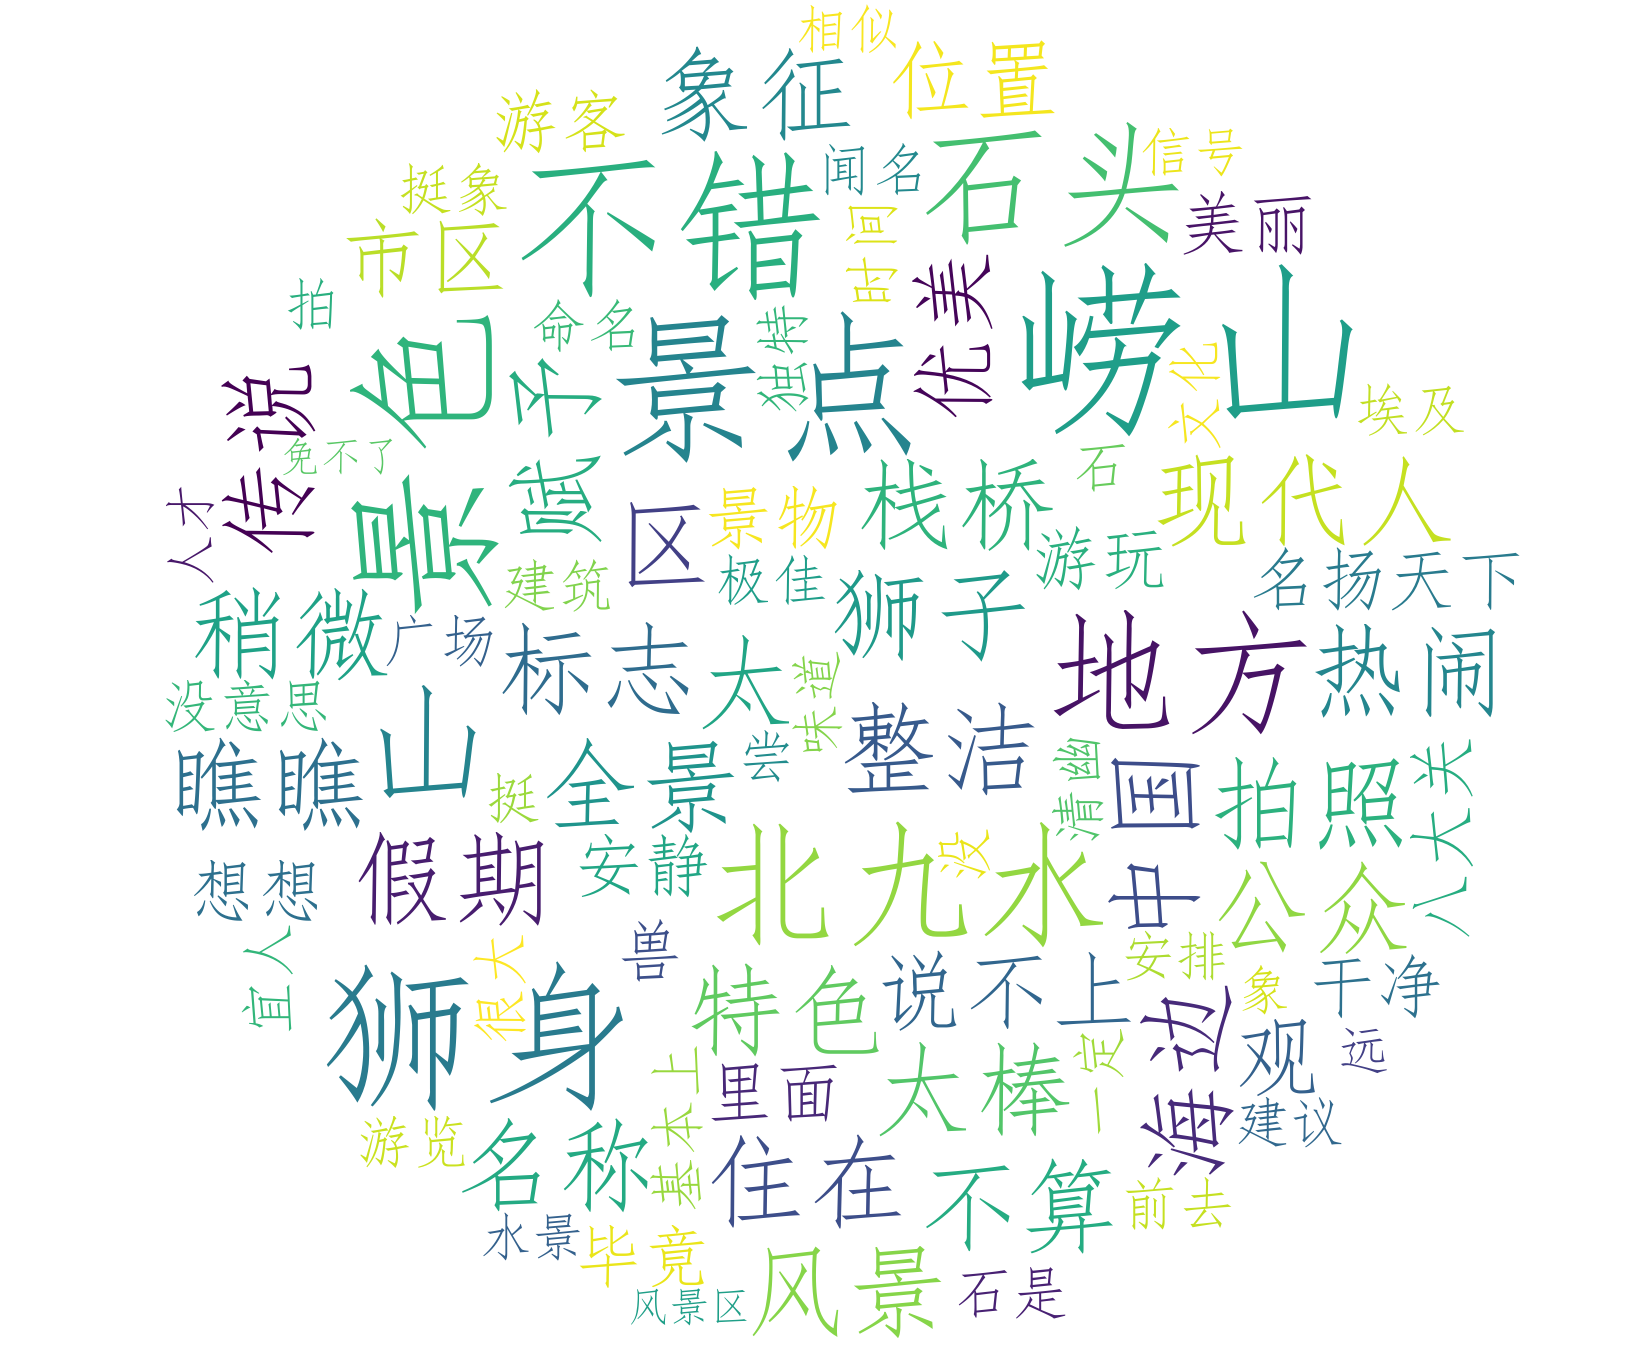 相似
位置
象征
游客
不错
石头
信号
闻名
挺象
美丽
市区
时间
优美
崂山
拍
命名
独特
景点
景色
赋予
传说
文化
埃及
免不了
石
栈桥
现代人
人才
区
景物
游玩
名扬天下
建筑
极佳
狮子
稍微
广场
标志
太
味道
地方
热闹
没意思
山
瞧瞧
全景
尝
整洁
清幽
中国
拍照
八大关
挺
假期
安静
北九水
没
公众
想想
宜人
很大
兽
狮身
特色
说不上
安排
象
干净
海边
观
远
一定
太棒
里面
基本上
建议
游览
名称
住在
不算
前去
水景
毕竟
风景
石是
风景区